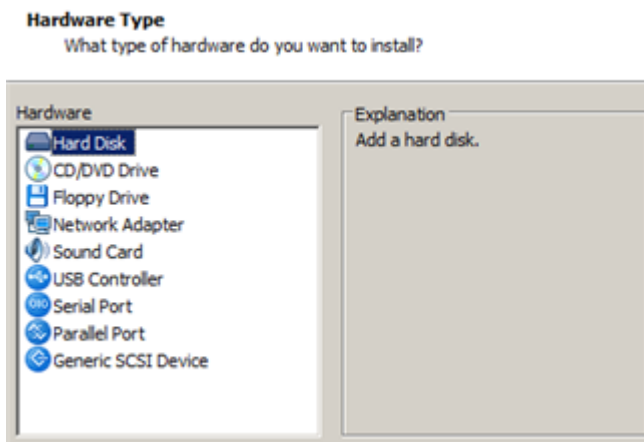 Hardware Type
What type of hardware do you want to install?
Hardware
Explanation
Hard Disk
Add a hard disk.
CD/DVD Drive
Floppy Drive
Network Adapter
Sound Card
USB Controller
Serial Port
Parallel Port
Generic SCSI Device